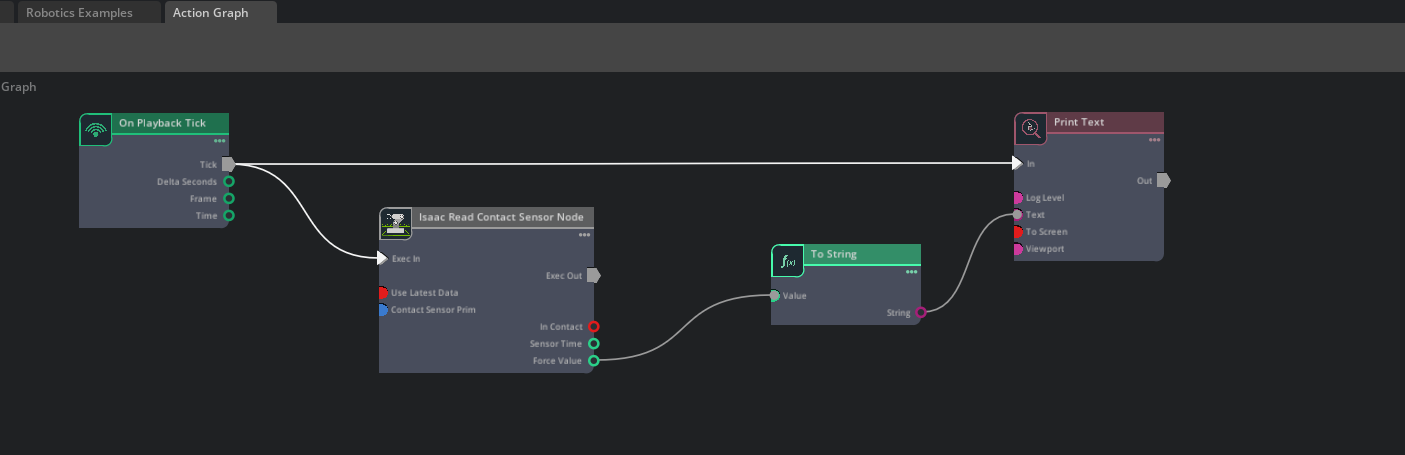 Robotics Examples
Action Graph
Graph
On Playback Tick
Tick
Delta Seconds
Frame
Time
Isaac Read Contact Sensor Node
Exec In
Exec Out
Use Latest Data
Contact Sensor Prim
In Contact
Sensor Time
Force Value
f(x)
To String
Value
String
Print Text
In
Out
Log Level
Text
To Screen
Viewport